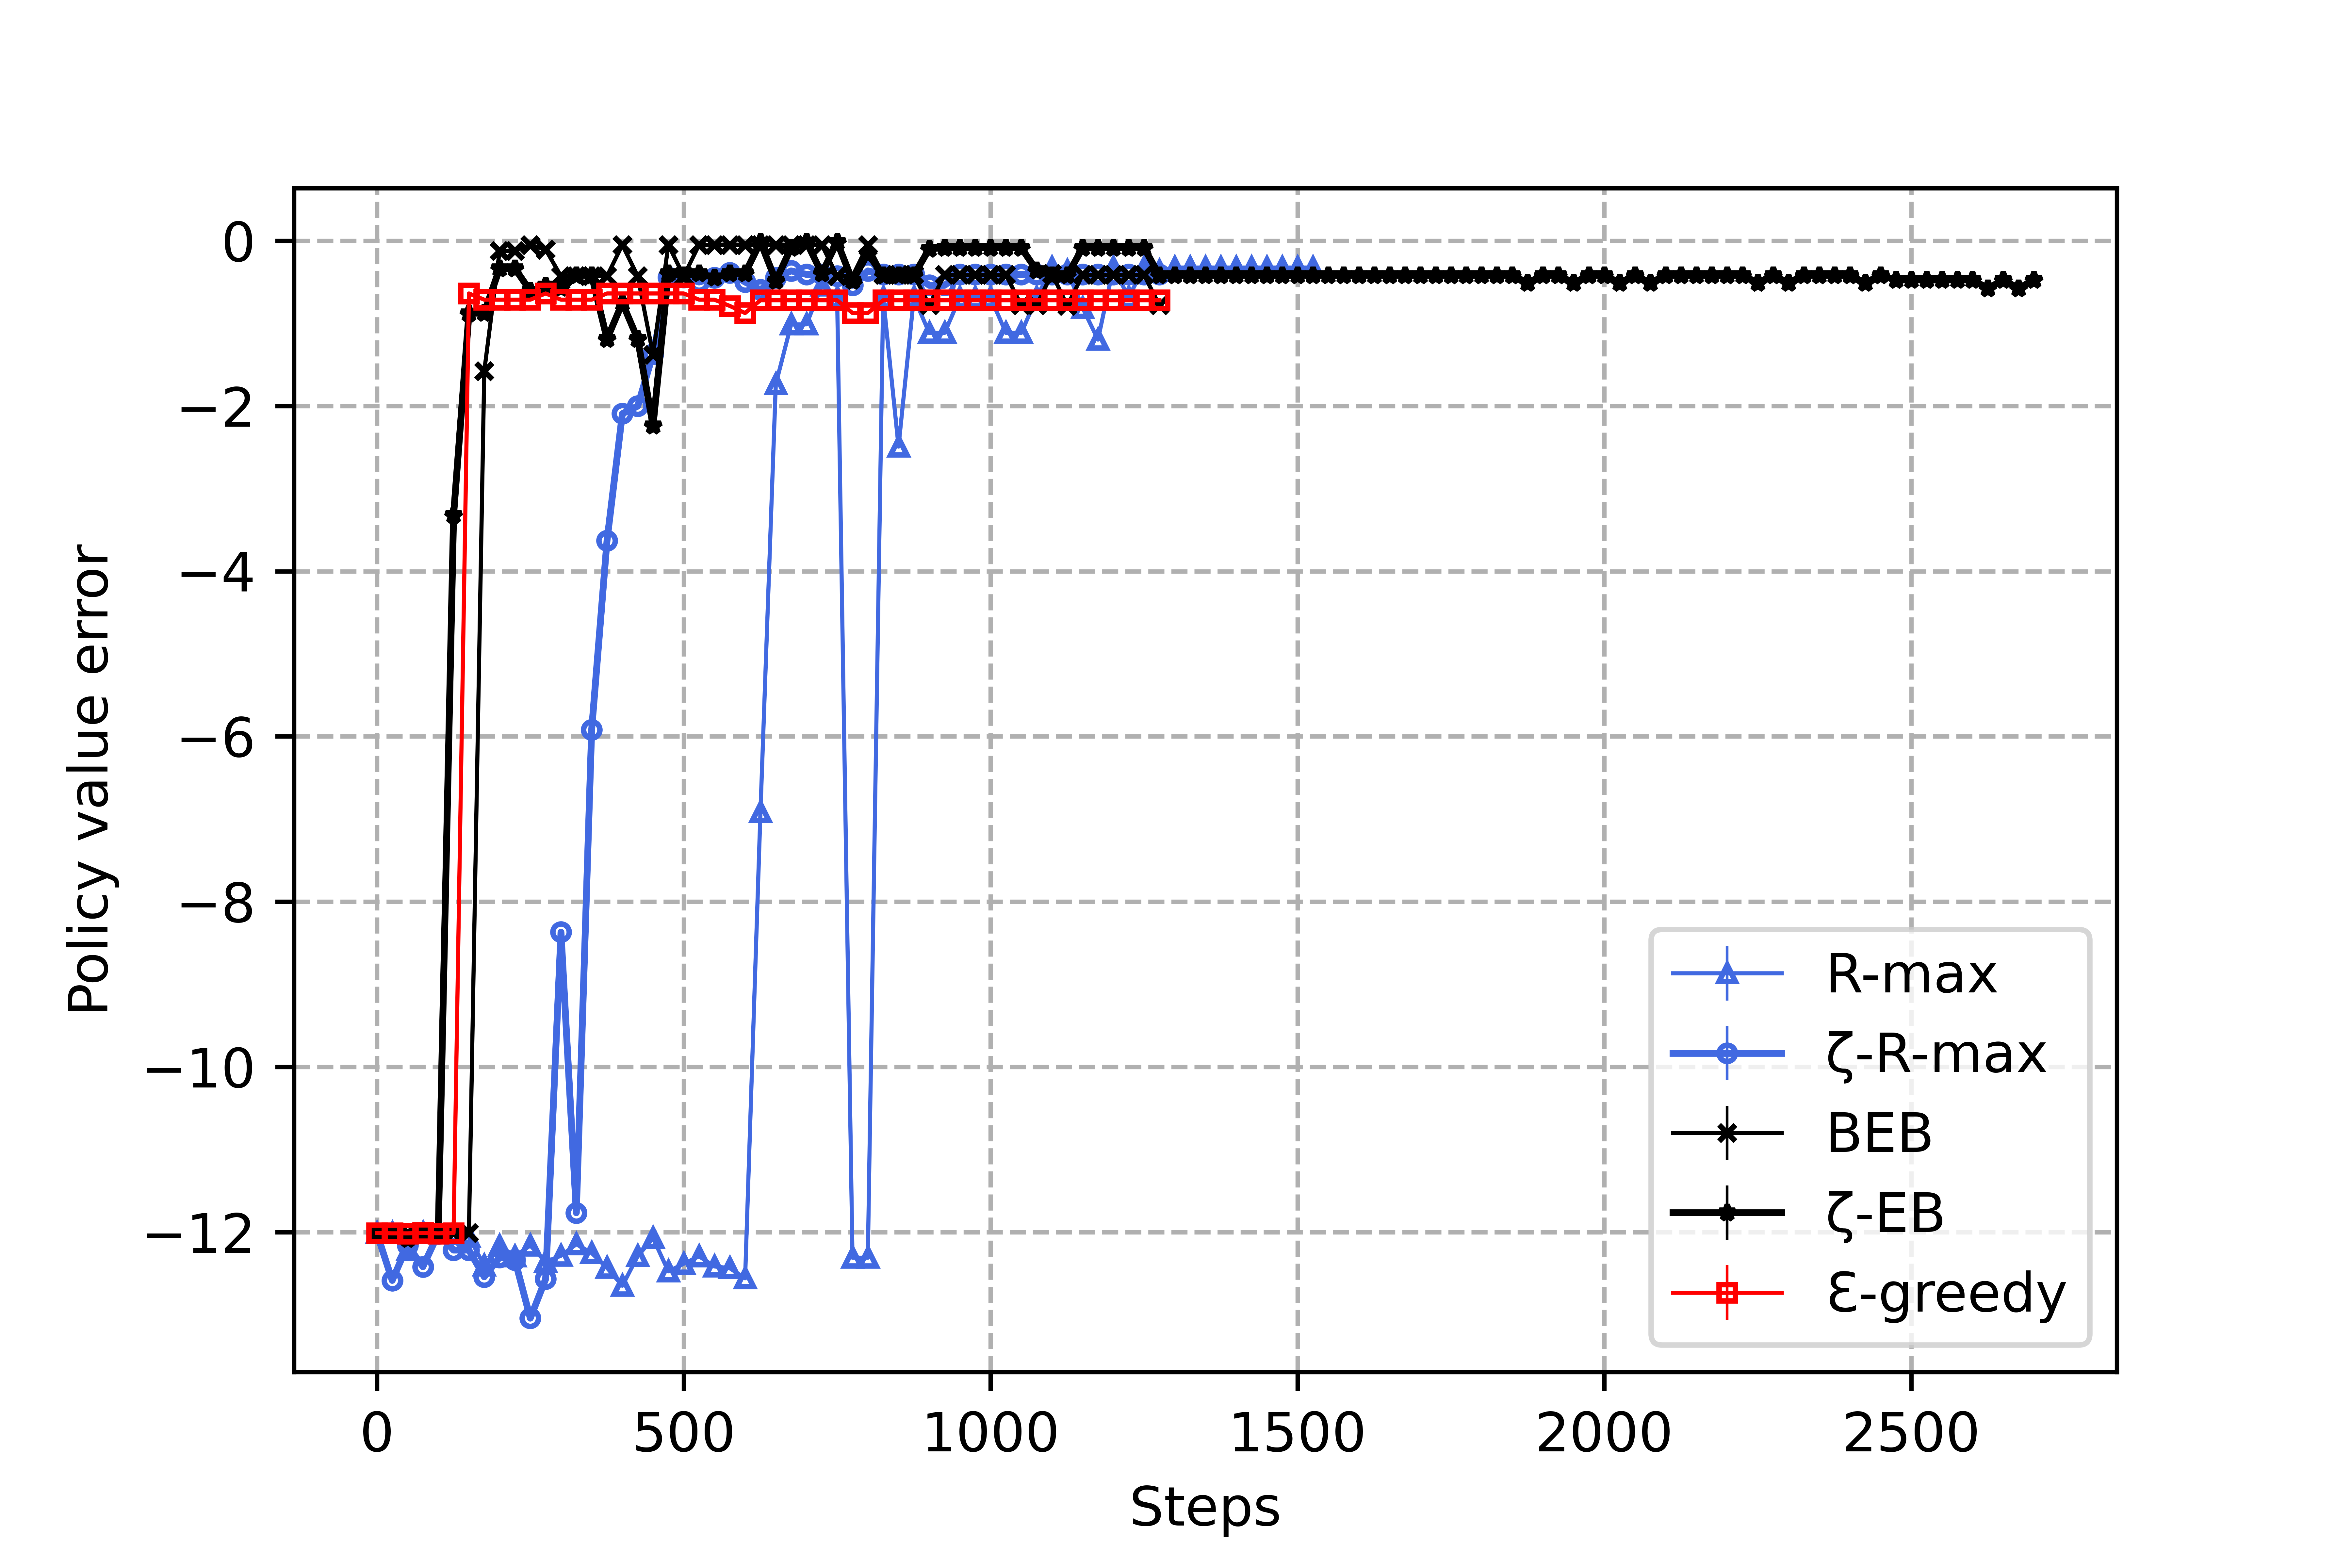 0
−2
−4
−6
−8
−10
−12
Policy value error
0
500
1000
1500
2000
2500
Steps
R-max
ζ-R-max
BEB
ζ-EB
Ɛ-greedy